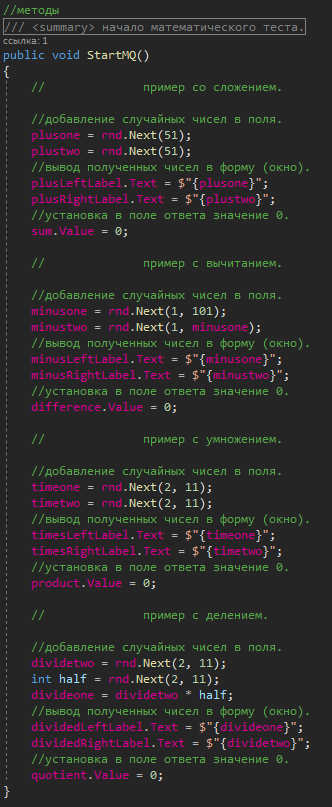 //методы
/// <summary> начало математического теста.
ссылка: 1
public void StartMQ()
{
//              пример со сложением.
//добавление случайных чисел в поля.
plusone = rnd.Next(51);
plustwo = rnd.Next(51);
//вывод полученных чисел в форму (окно).
plusLeftLabel.Text = $"{plusone}";
plusRightLabel.Text = $"{plustwo}";
//установка в поле ответа значение 0.
sum.Value = 0;
//              пример с вычитанием.
//добавление случайных чисел в поля.
minusone = rnd.Next(1, 101);
minustwo = rnd.Next(1, minusone);
//вывод полученных чисел в форму (окно).
minusLeftLabel.Text = $"{minusone}";
minusRightLabel.Text = $"{minustwo}";
//установка в поле ответа значение 0.
difference.Value = 0;
//              пример с умножением.
//добавление случайных чисел в поля.
timeone = rnd.Next(2, 11);
timetwo = rnd.Next(2, 11);
//вывод полученных чисел в форму (окно).
timesLeftLabel.Text = $"{timeone}";
timesRightLabel.Text = $"{timetwo}";
//установка в поле ответа значение 0.
product.Value = 0;
//              пример с делением.
//добавление случайных чисел в поля.
dividetwo = rnd.Next(2, 11);
int half = rnd.Next(2, 11);
divideone = dividetwo * half;
//вывод полученных чисел в форму (окно).
dividedLeftLabel.Text = $"{divideone}";
dividedRightLabel.Text = $"{dividetwo}";
//установка в поле ответа значение 0.
quotient.Value = 0;
}